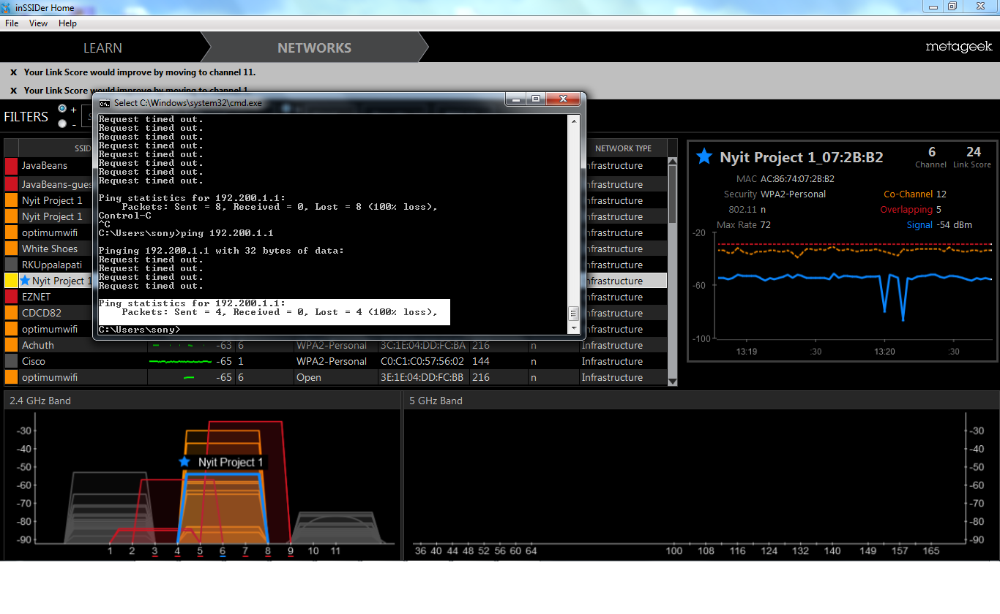 inSSIDer Home
File View Help
LEARN NETWORKS metageek
x Your Link Score would improve by moving to channel 11.
x Your Link Score would improve by moving to channel 1.
FILTERS + -
Select C:\Windows\system32\cmd.exe
Request timed out.
Request timed out.
Request timed out.
Request timed out.
Request timed out.
Request timed out.
Request timed out.
Request timed out.
Ping statistics for 192.200.1.1:
Packets: Sent = 8, Received = 0, Lost = 8 (100% loss),
Control-C
^C
C:\Users\sony>ping 192.200.1.1
Pinging 192.200.1.1 with 32 bytes of data:
Request timed out.
Request timed out.
Request timed out.
Request timed out.
Ping statistics for 192.200.1.1:
Packets: Sent = 4, Received = 0, Lost = 4 (100% loss),
C:\Users\sony>
SSID NETWORK TYPE
JavaBeans nfrastructure
JavaBeans-gues nfrastructure
Nyit Project 1 nfrastructure
Nyit Project 1 nfrastructure
optimumwifi nfrastructure
White Shoes nfrastructure
RKUppalapati nfrastructure
Nyit Project 1 nfrastructure
EZNET nfrastructure
CDCD82 nfrastructure
optimumwifi nfrastructure
Achuth -63 6 WPA2-Personal 3C:1E:04:DD:FC:BA 216 n Infrastructure
Cisco -65 1 WPA2-Personal C0:C1:C0:57:56:02 144 n Infrastructure
optimumwifi -65 6 Open 3E:1E:04:DD:FC:BB 216 n Infrastructure
Nyit Project 1_07:2B:B2 6 24
Channel Link Score
MAC AC:86:74:07:2B:B2
Security WPA2-Personal Co-Channel 12
802.11 n Overlapping 5
Max Rate 72 Signal -54 dBm
-20
-60
-100
13:19 :30 13:20 :30
2.4 GHz Band
-30
-40
-50
-60
-70
-80
-90
Nyit Project 1
1 2 3 4 5 6 7 8 9 10 11
5 GHz Band
-30
-40
-50
-60
-70
-80
-90
36 40 44 48 52 56 60 64 100 108 116 124 132 140 149 157 165